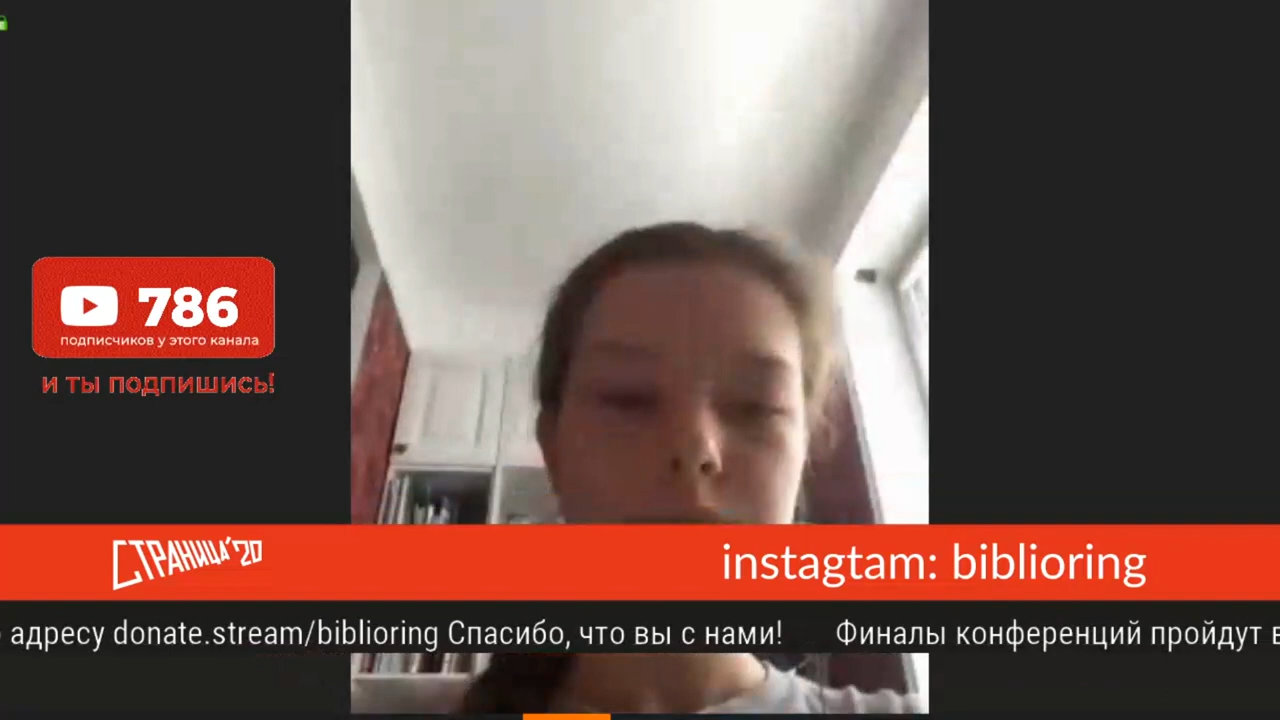 786
подписчиков у этого канала
и ты подпишись!
СТРАНИЦА'20
instagtam: biblioring
адресу donate.stream/biblioring Спасибо, что вы с нами! Финалы конференций пройдут в